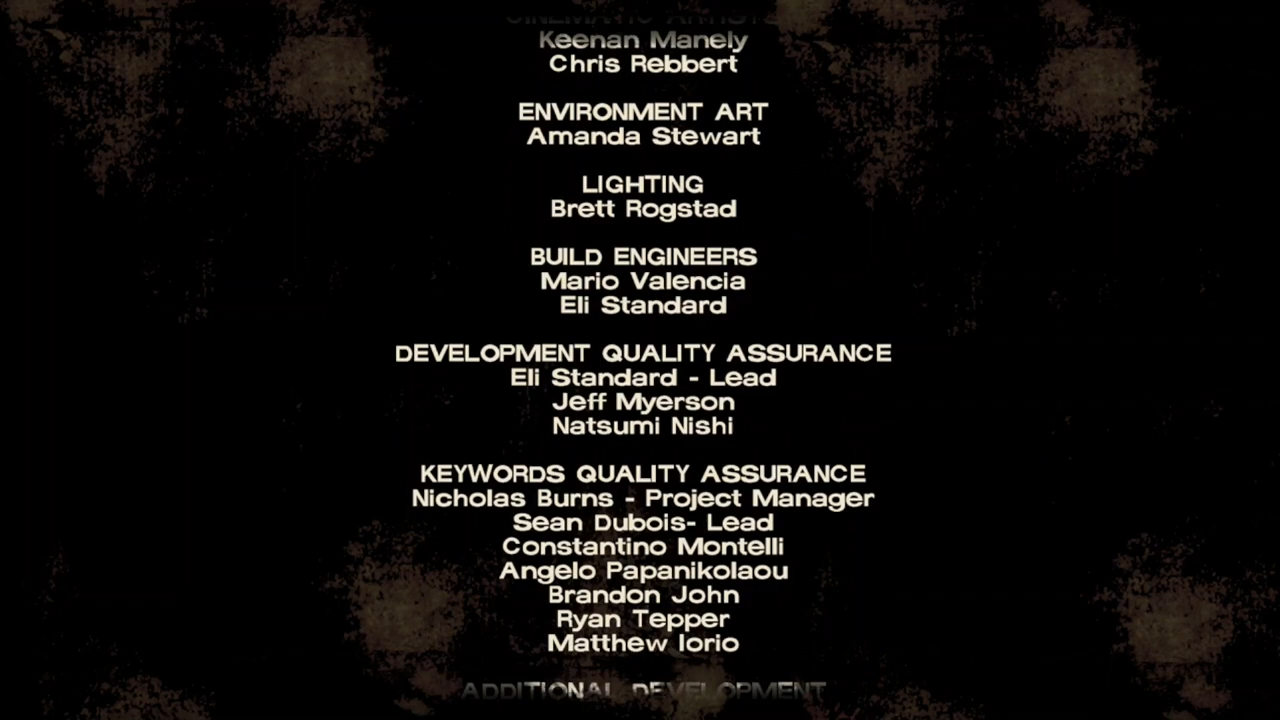 CINEMATIC ARTISTS
Keenan Manely
Chris Rebbert
ENVIRONMENT ART
Amanda Stewart
LIGHTING
Brett Rogstad
BUILD ENGINEERS
Mario Valencia
Eli Standard
DEVELOPMENT QUALITY ASSURANCE
Eli Standard - Lead
Jeff Myerson
Natsumi Nishi
KEYWORDS QUALITY ASSURANCE
Nicholas Burns - Project Manager
Sean Dubois- Lead
Constantino Montelli
Angelo Papanikolaou
Brandon John
Ryan Tepper
Matthew Iorio
ADDITIONAL DEVELOPMENT